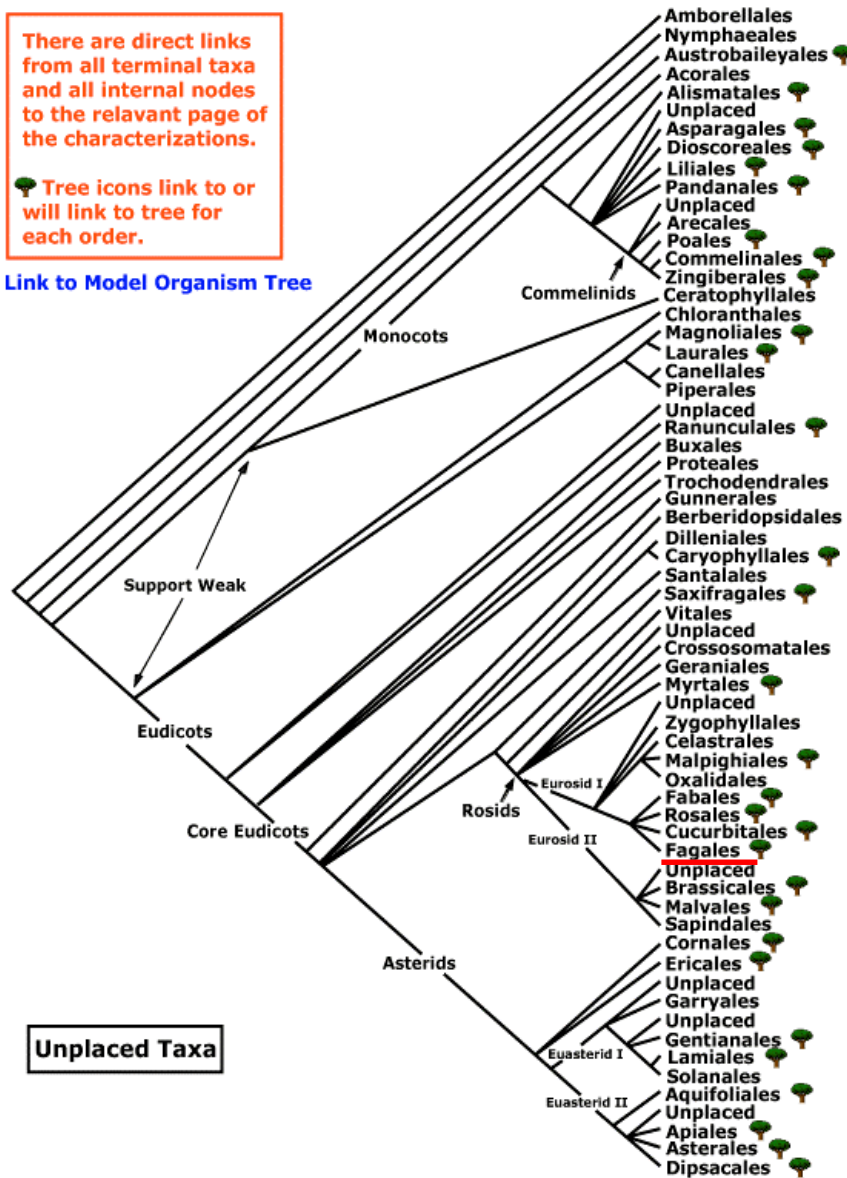 There are direct links
from all terminal taxa
and all internal nodes
to the relavant page of
the characterizations.
Tree icons link to or
will link to tree for
each order.
Link to Model Organism Tree
Amborellales
Nymphaeales
Austrobaileyales
Acorales
Alismatales
Unplaced
Asparagales
Dioscoreales
Liliales
Pandanales
Unplaced
Arecales
Poales
Commelinales
Zingiberales
Ceratophyllales
Chloranthales
Magnoliales
Laurales
Canellales
Piperales
Unplaced
Ranunculales
Buxales
Proteales
Trochodendrales
Gunnerales
Berberidopsidales
Dilleniales
Caryophyllales
Santalales
Saxifragales
Vitales
Unplaced
Crossosomatales
Geraniales
Myrtales
Unplaced
Zygophyllales
Celastrales
Malpighiales
Oxalidales
Fabales
Rosales
Cucurbitales
Fagales
Unplaced
Brassicales
Malvales
Sapindales
Cornales
Ericales
Unplaced
Garryales
Unplaced
Gentianales
Lamiales
Solanales
Aquifoliales
Unplaced
Apiales
Asterales
Dipsacales
Commelinids
Monocots
Support Weak
Eudicots
Core Eudicots
Rosids
Eurosid I
Eurosid II
Asterids
Euasterid I
Euasterid II
Unplaced Taxa